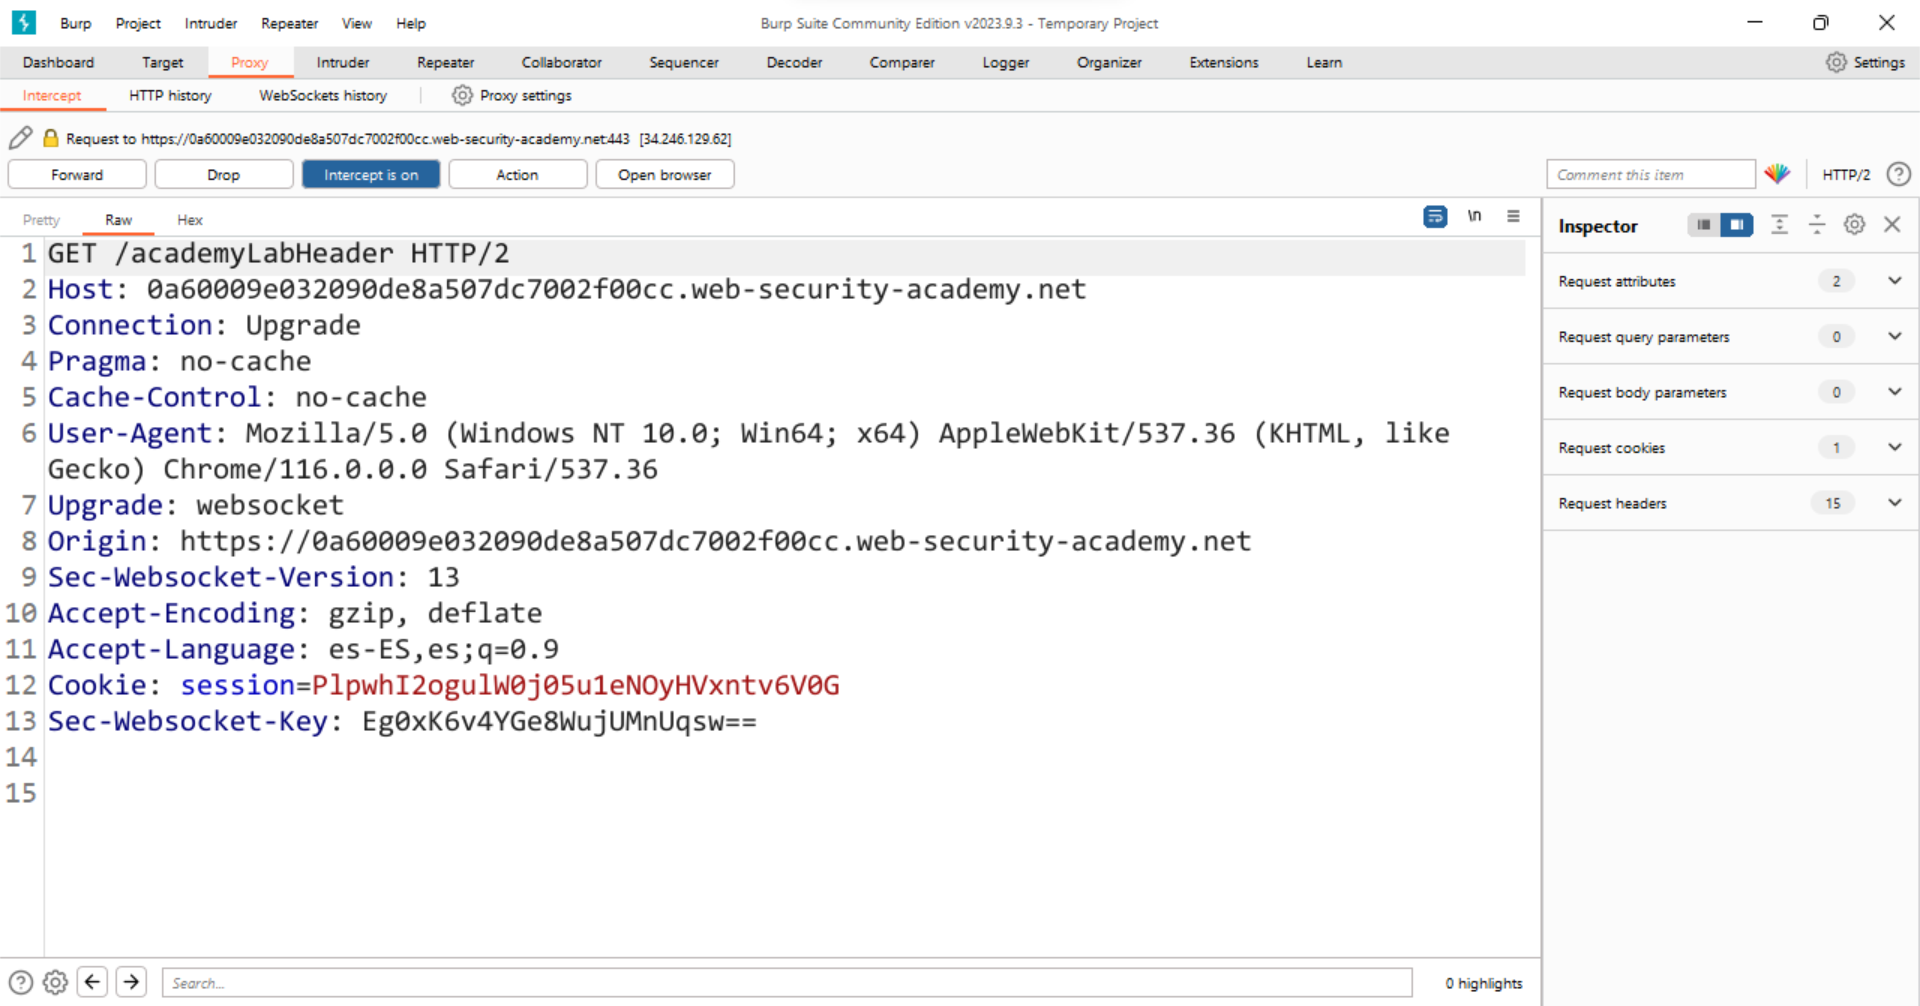 Burp Project Intruder Repeater View Help Burp Suite Community Edition v2023.9.3 - Temporary Project
Dashboard Target Proxy Intruder Repeater Collaborator Sequencer Decoder Comparer Logger Organizer Extensions Learn Settings
Intercept HTTP history WebSockets history Proxy settings
Request to https://0a60009e032090de8a507dc7002f00cc.web-security-academy.net:443 [34.246.129.62]
Forward Drop Intercept is on Action Open browser Comment this item HTTP/2 ?
Pretty Raw Hex \n
Inspector
1 GET /academyLabHeader HTTP/2
2 Host: 0a60009e032090de8a507dc7002f00cc.web-security-academy.net
3 Connection: Upgrade
4 Pragma: no-cache
5 Cache-Control: no-cache
6 User-Agent: Mozilla/5.0 (Windows NT 10.0; Win64; x64) AppleWebKit/537.36 (KHTML, like
Gecko) Chrome/116.0.0.0 Safari/537.36
7 Upgrade: websocket
8 Origin: https://0a60009e032090de8a507dc7002f00cc.web-security-academy.net
9 Sec-Websocket-Version: 13
10 Accept-Encoding: gzip, deflate
11 Accept-Language: es-ES,es;q=0.9
12 Cookie: session=PlpwhI2ogulW0j05u1eNOyHVxntv6V0G
13 Sec-Websocket-Key: Eg0xK6v4YGe8WujUMnUqsw==
14
15
Request attributes 2
Request query parameters 0
Request body parameters 0
Request cookies 1
Request headers 15
? Search... 0 highlights